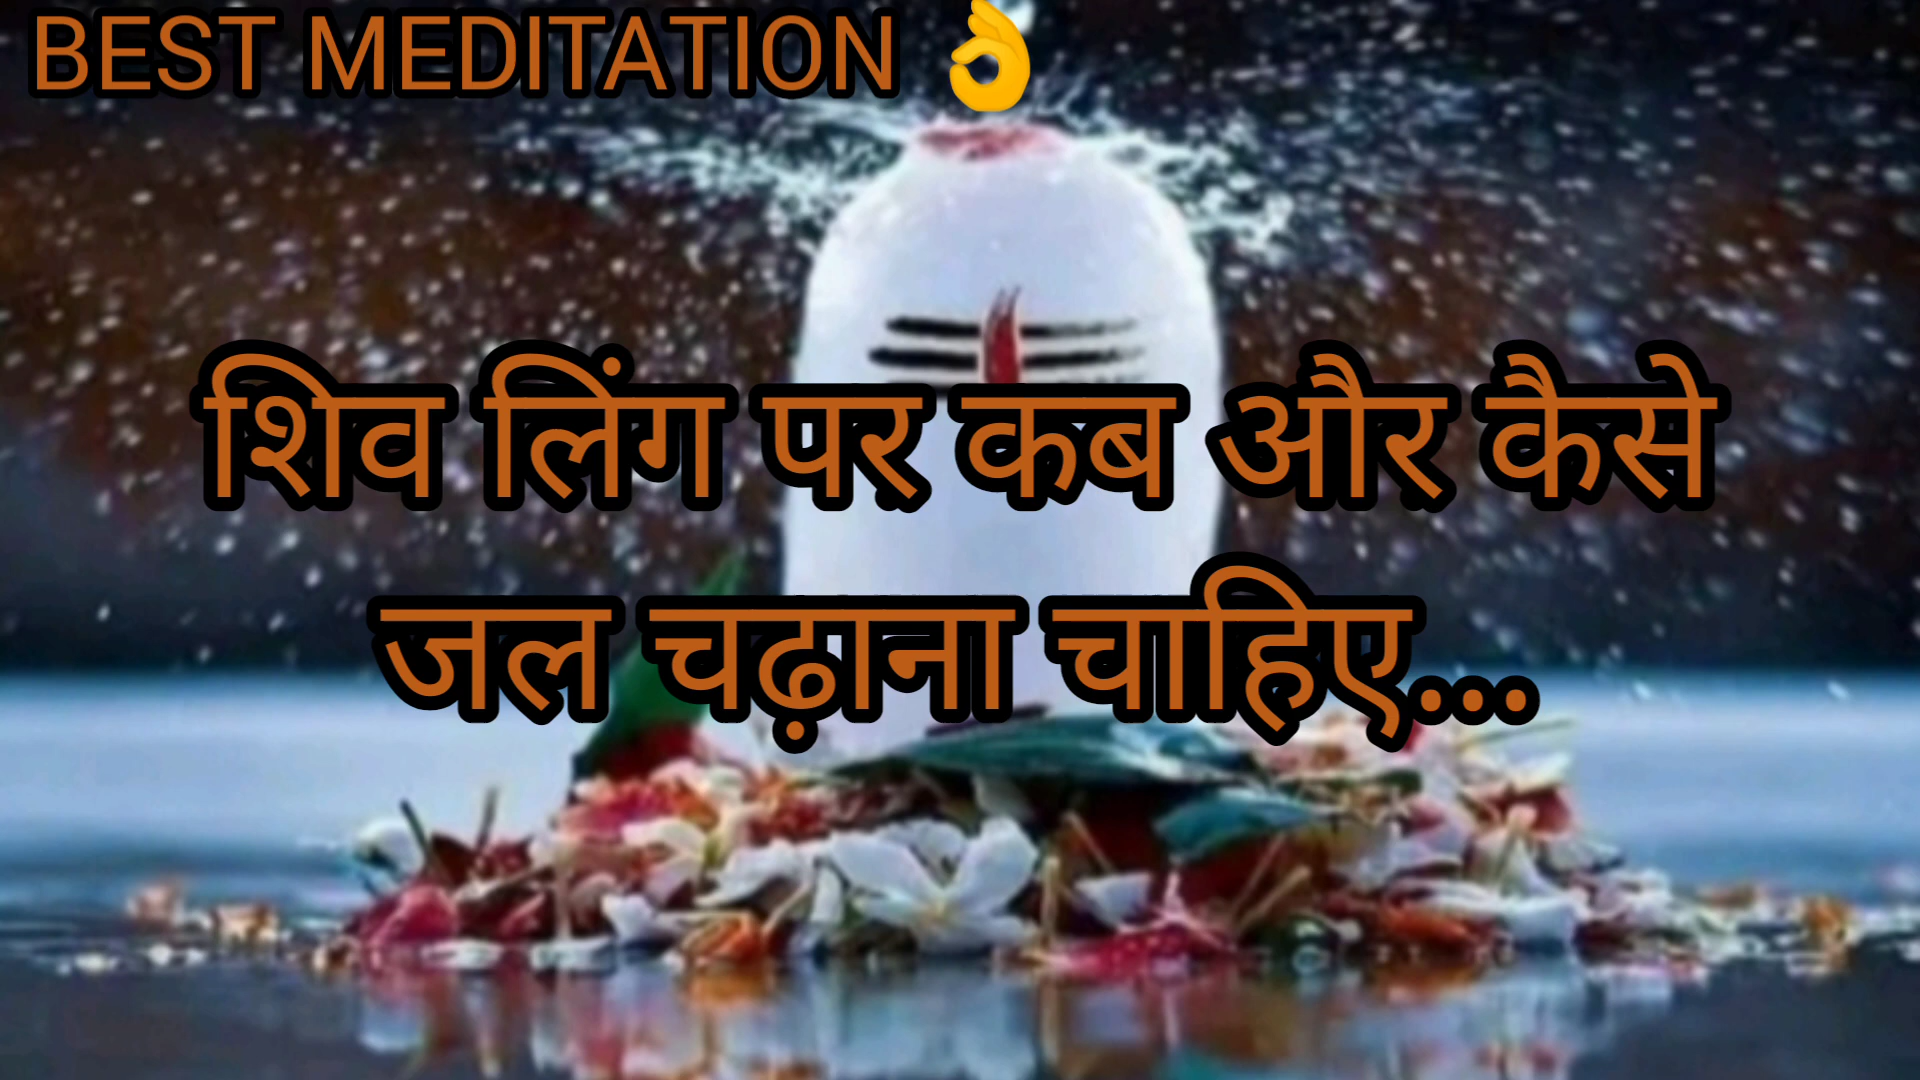 BEST MEDITATION 👌
शिव लिंग पर कब और कैसे
जल चढ़ाना चाहिए...